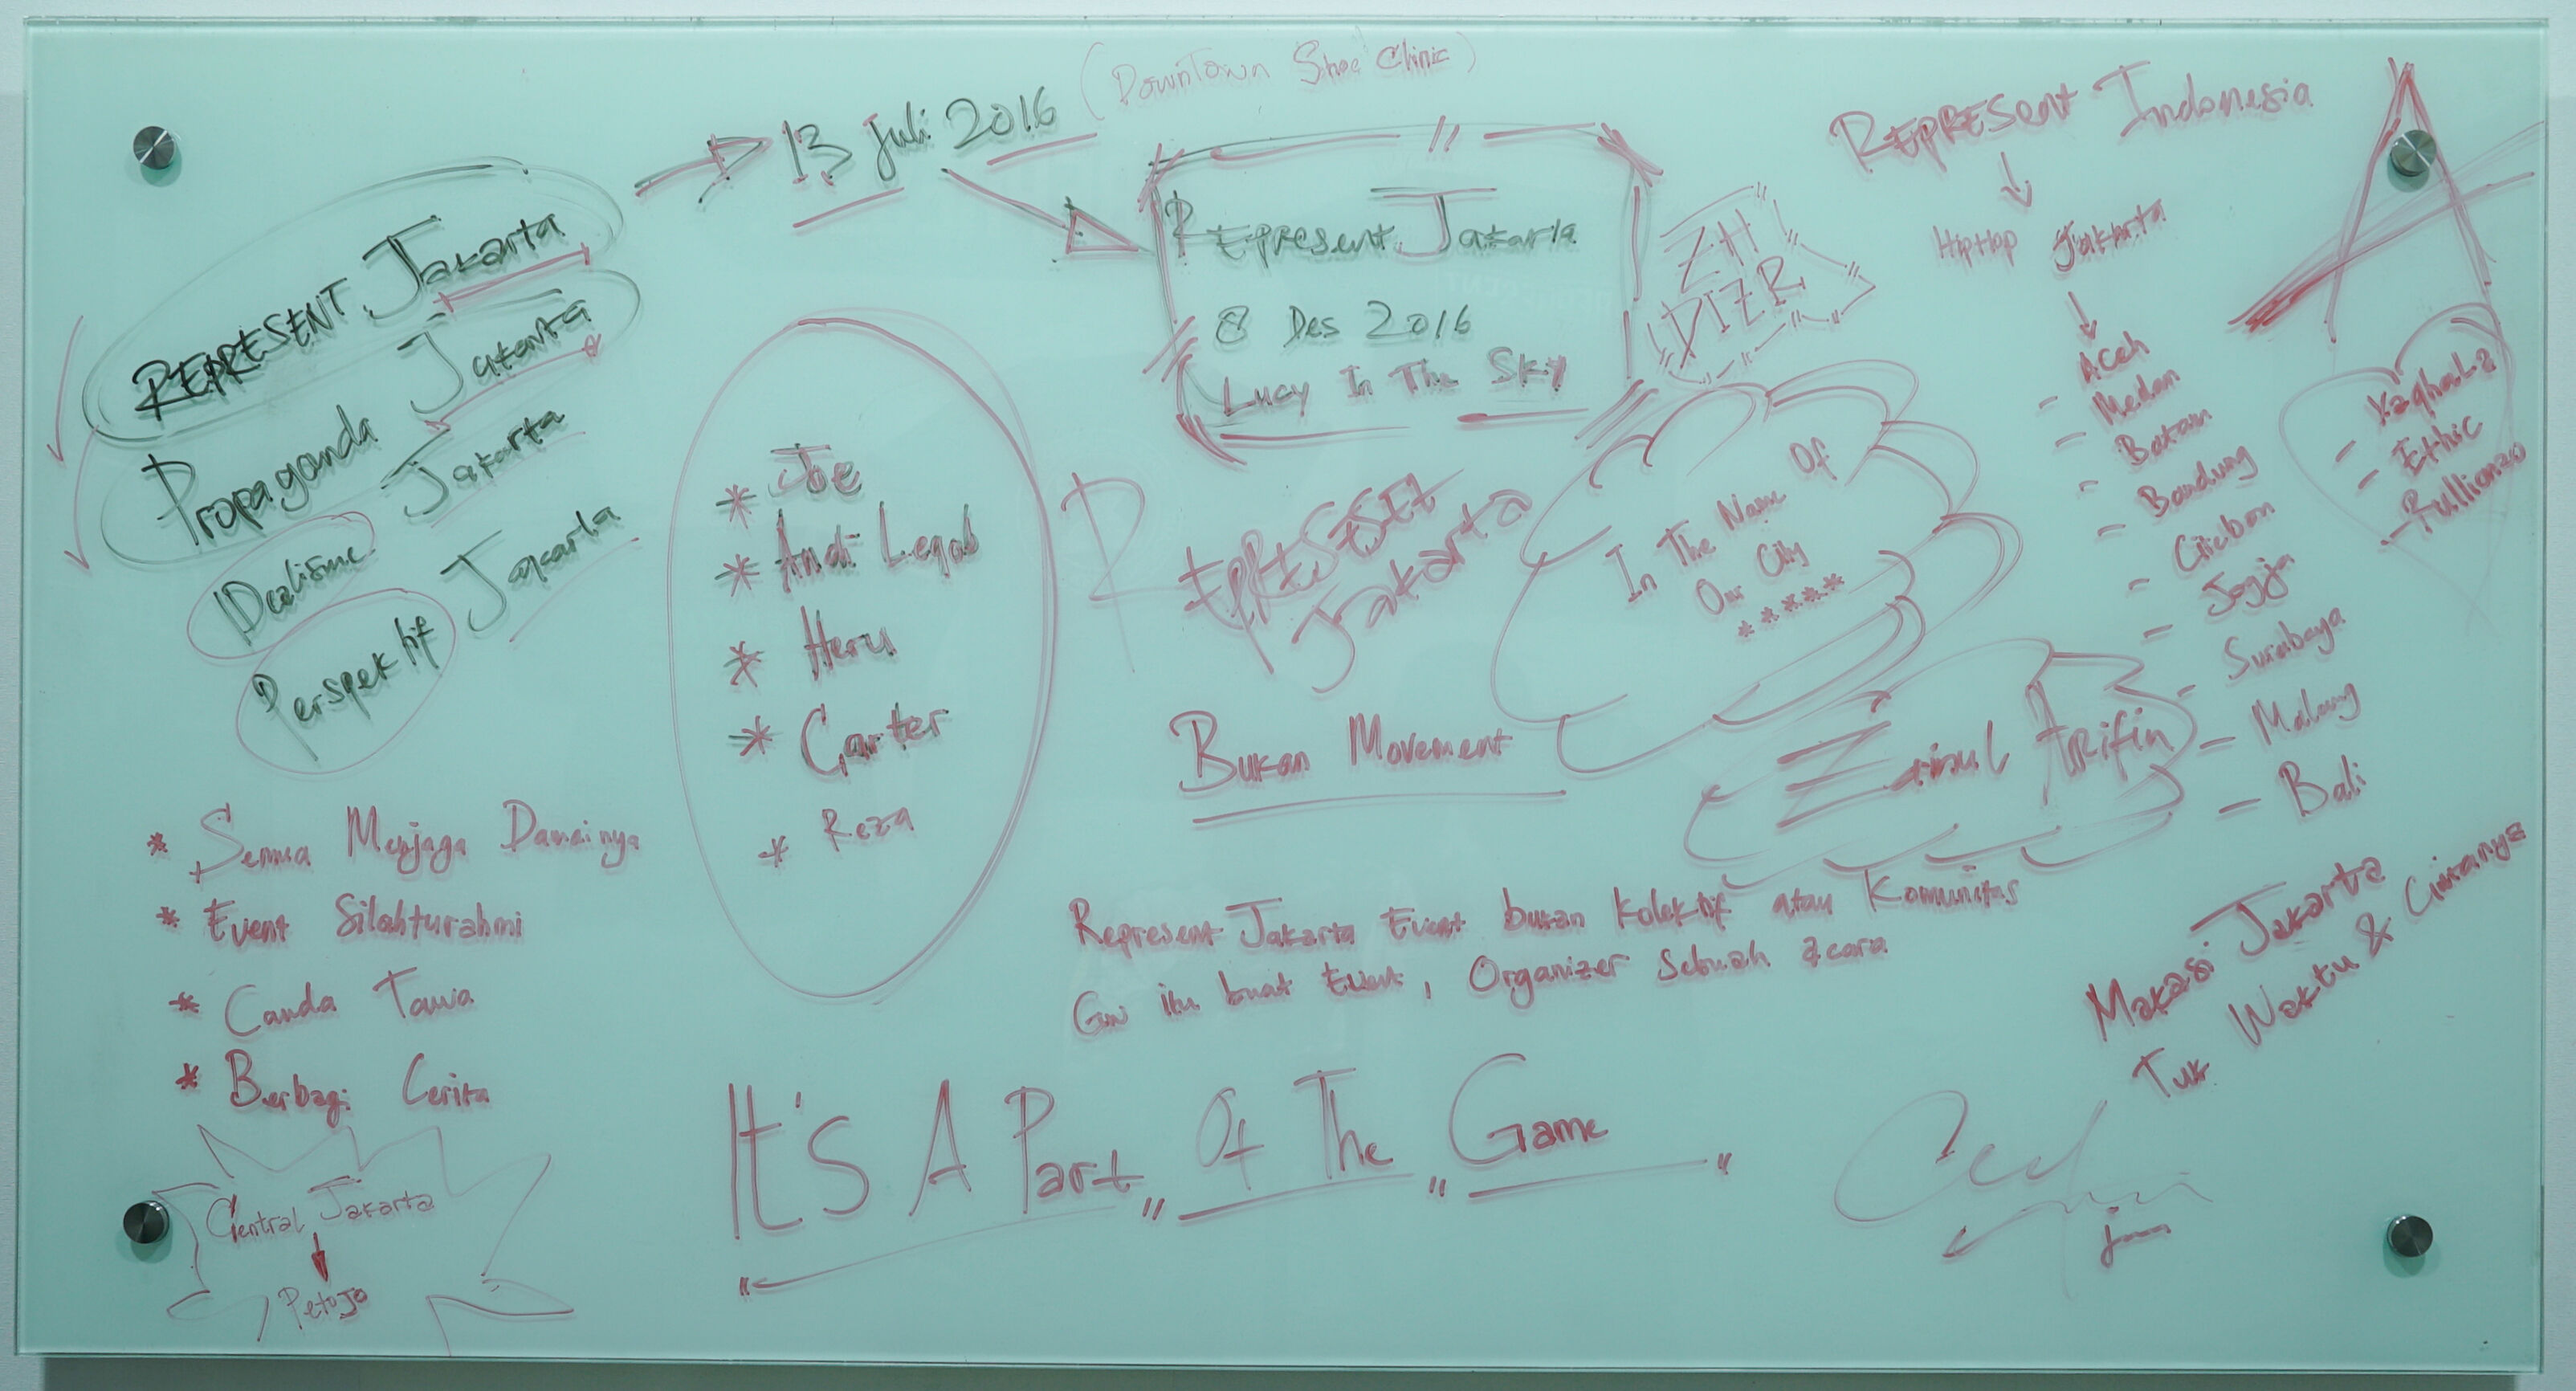 (DownTown Shoe Clinic)
13 Juli 2016
REPRESENT Jakarta
Propaganda Jakarta
IDealisme Jakarta
Perspektif Jakarta
* Semua Menjaga Damainya
* Event Silahturahmi
* Canda Tawa
* Berbagi Cerita
Central Jakarta
Petojo
* Joe
* Andi Legab
* Heru
* Carter
* Reza
Represent Jakarta
8 Des 2016
Lucy In The Sky
ZH
DIZR
REPRESENT
Jakarta
In The Name Of
Our City
*****
Bukan Movement
Zainul Arifin
Represent Jakarta Event bukan kolektif atau Komunitas
Gw itu buat Event, Organizer Sebuah acara
It's A Part Of The Game
REPRESENT Indonesia
HipHop Jakarta
Aceh
- Medan
- Batam
- Bandung
- Cirebon
- Jogja
- Surabaya
- Malang
- Bali
A
- Ethic
Makasi Jakarta
Tuk Waktu & Cintanya